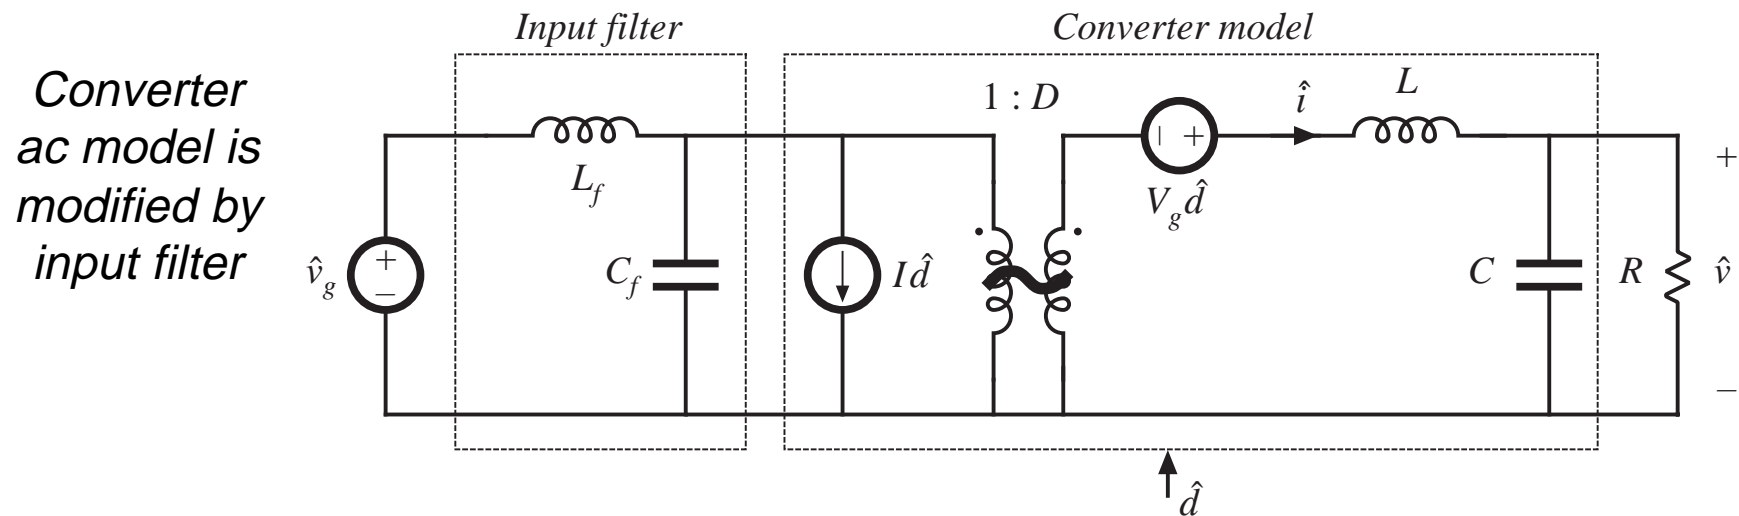 Input filter
Converter model
Converter
ac model is
modified by
input filter
1 : D
î
L
L_f
+
V_g d̂
v̂_g
+
–
C_f
I d̂
– +
C
R
v̂
–
d̂